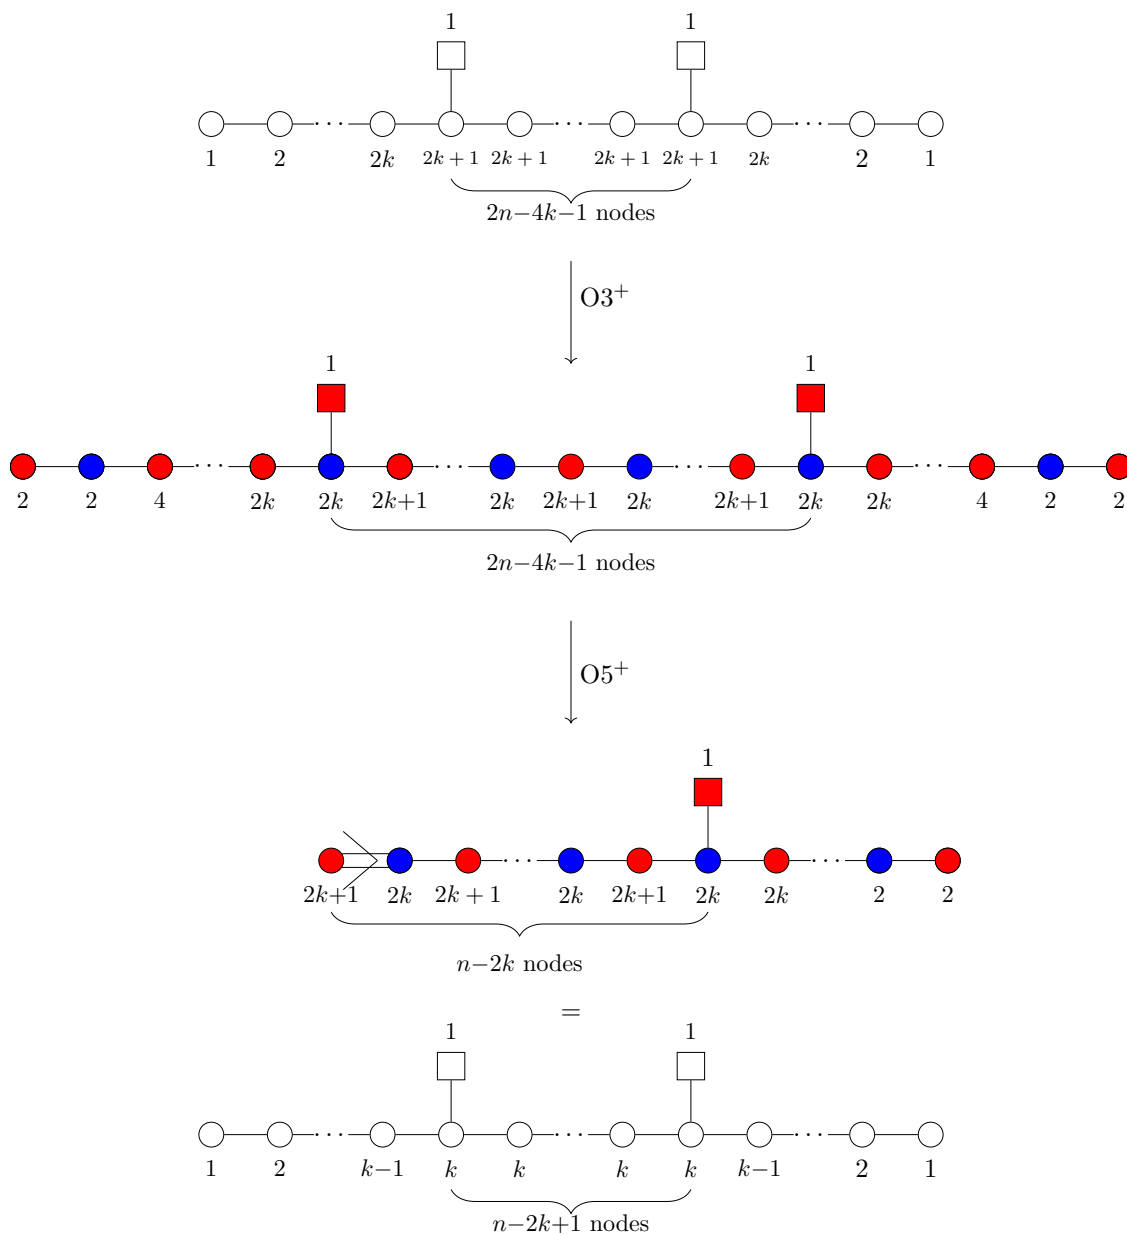 1 1
1 2 ··· 2k 2k + 1 2k + 1 ··· 2k + 1 2k + 1 2k ··· 2 1
2n−4k−1 nodes
O3⁺
1 1
2 2 4 ··· 2k 2k 2k+1 ··· 2k 2k+1 2k ··· 2k+1 2k 2k ··· 4 2 2
2n−4k−1 nodes
O5⁺
1
2k+1 2k 2k + 1 ··· 2k 2k+1 2k 2k ··· 2 2
n−2k nodes
=
1 1
1 2 ··· k−1 k k ··· k k k−1 ··· 2 1
n−2k+1 nodes